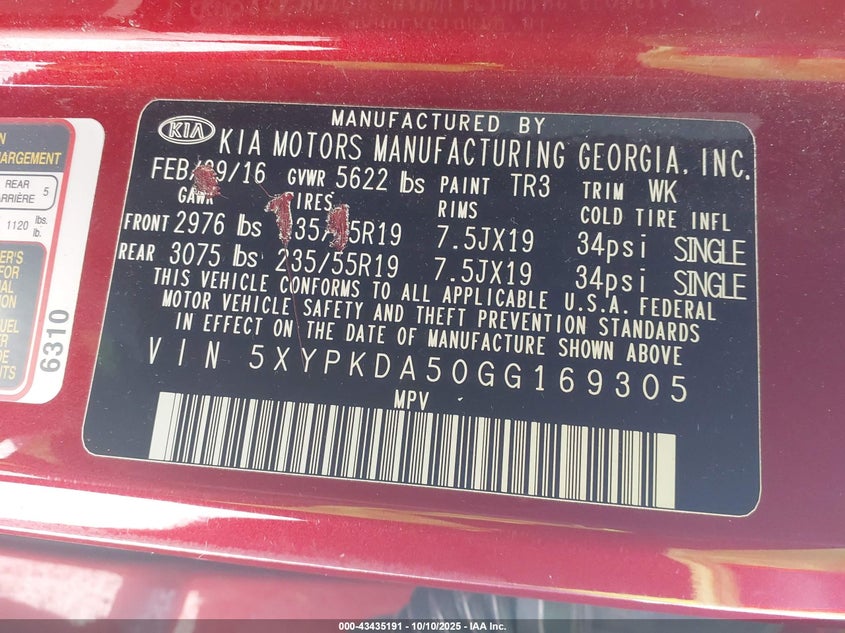 MANUFACTURED BY
KIA KIA MOTORS MANUFACTURING GEORGIA, INC.
FEB/09/16 GVWR 5622 lbs PAINT TR3 TRIM WK
GAWR TIRES RIMS COLD TIRE INFL
FRONT 2976 lbs 235/55R19 7.5JX19 34psi SINGLE
REAR 3075 lbs 235/55R19 7.5JX19 34psi SINGLE
THIS VEHICLE CONFORMS TO ALL APPLICABLE U.S.A. FEDERAL
MOTOR VEHICLE SAFETY AND THEFT PREVENTION STANDARDS
IN EFFECT ON THE DATE OF MANUFACTURE SHOWN ABOVE
VIN 5XYPKDA50GG169305
MPV
REAR 5
1120 lbs.
lb.
6310
000-43435191 - 10/10/2025 - IAA Inc.